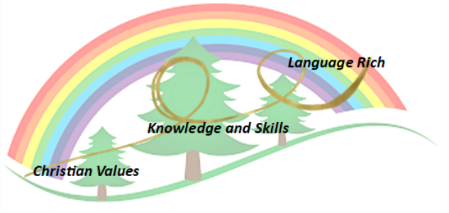 Language Rich
Knowledge and Skills
Christian Values